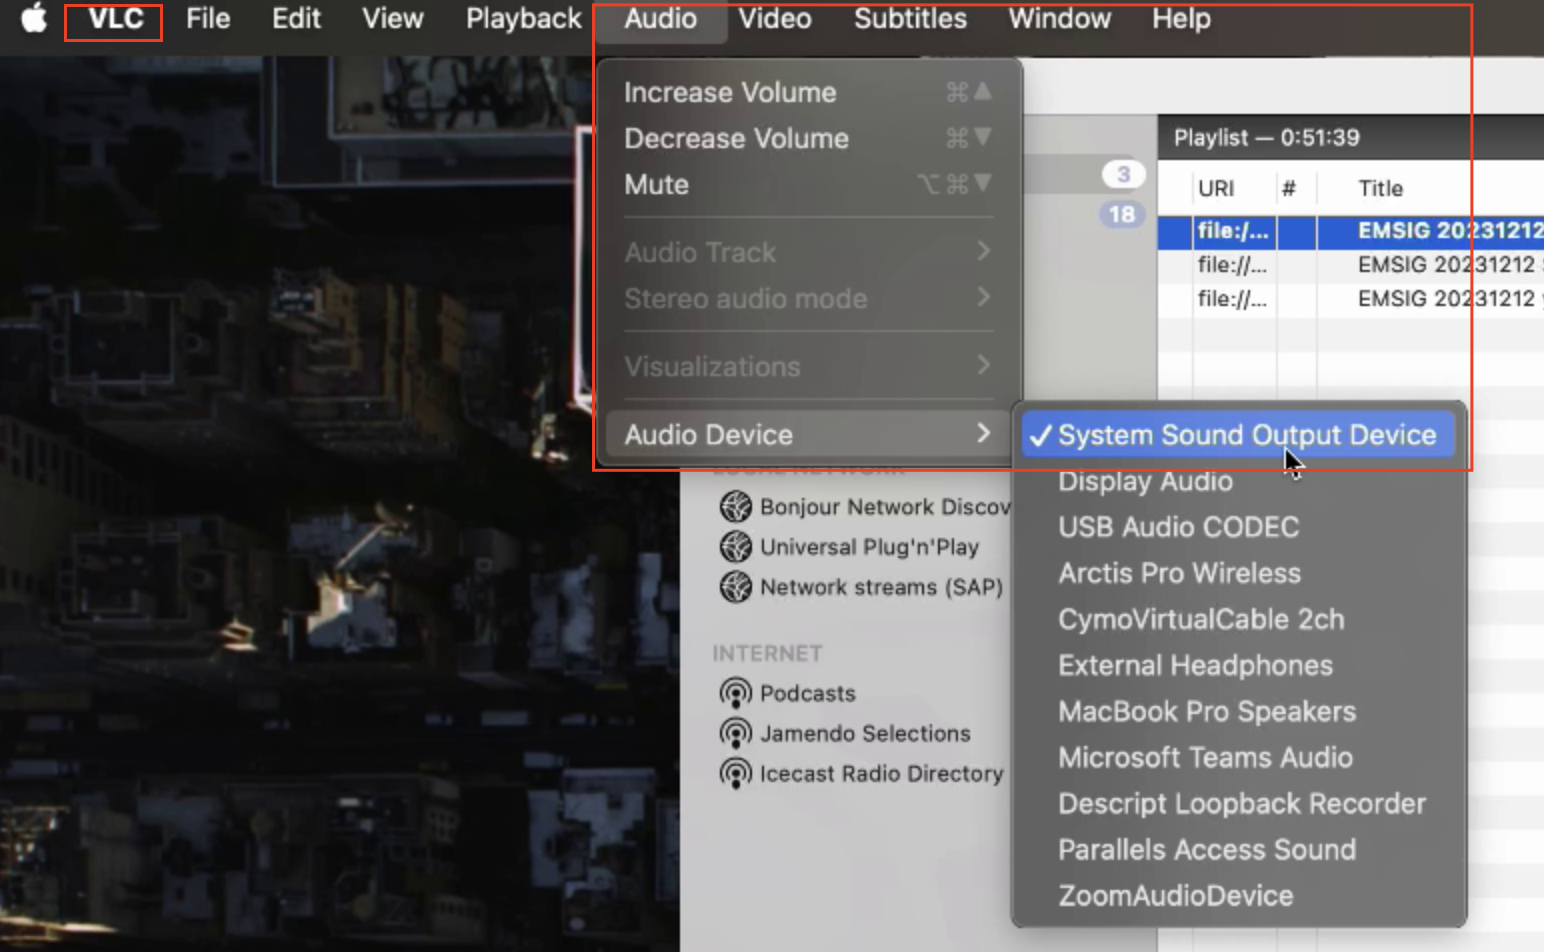 VLC File Edit View Playback Audio Video Subtitles Window Help
Increase Volume ⌘▲
Decrease Volume ⌘▼
Mute ⌥⌘▼
Audio Track
Stereo audio mode
Visualizations
Audio Device
✓System Sound Output Device
Display Audio
USB Audio CODEC
Arctis Pro Wireless
CymoVirtualCable 2ch
External Headphones
MacBook Pro Speakers
Microsoft Teams Audio
Descript Loopback Recorder
Parallels Access Sound
ZoomAudioDevice
3
18
Playlist — 0:51:39
URI # Title
file:/... EMSIG 20231212
file://... EMSIG 20231212
file://... EMSIG 20231212
Bonjour Network Discov
Universal Plug'n'Play
Network streams (SAP)
INTERNET
Podcasts
Jamendo Selections
Icecast Radio Directory